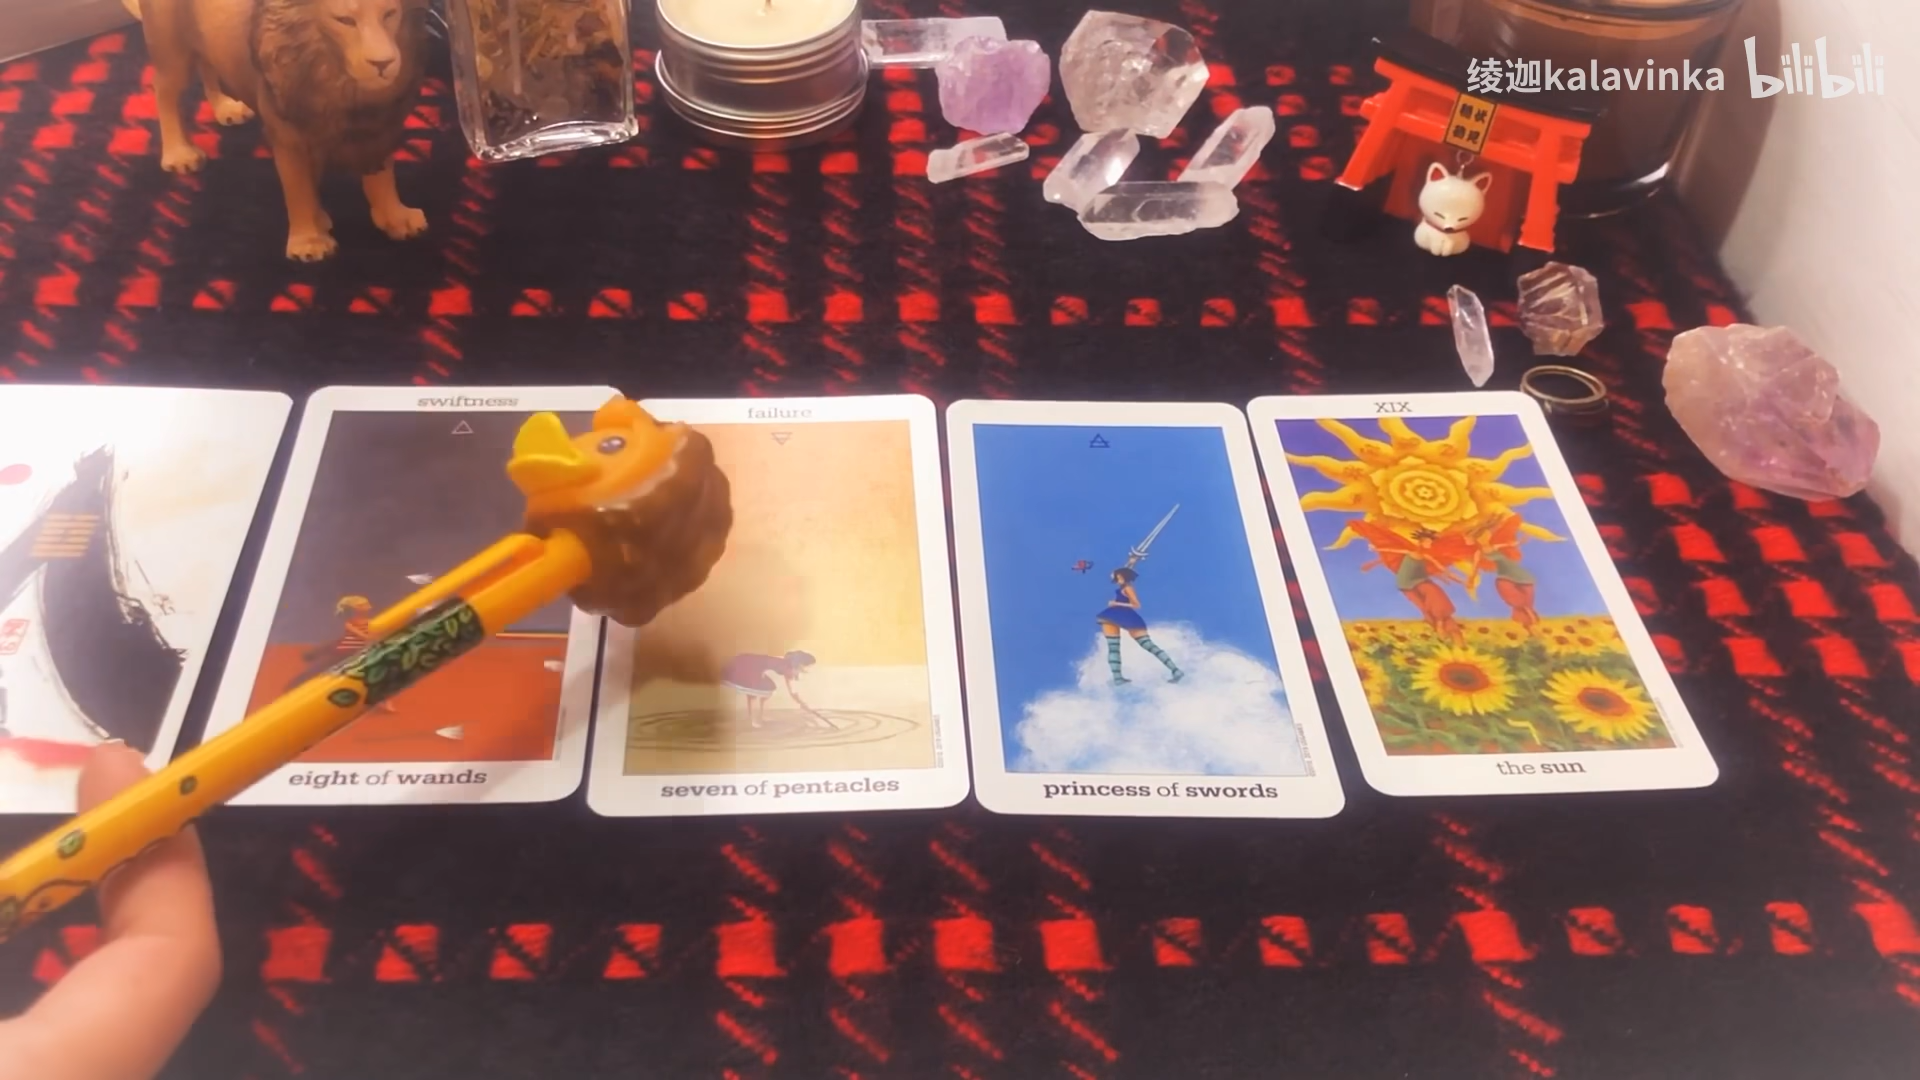 绫迦kalavinka bilibili
swiftness
failure
XIX
eight of wands
seven of pentacles
princess of swords
the sun